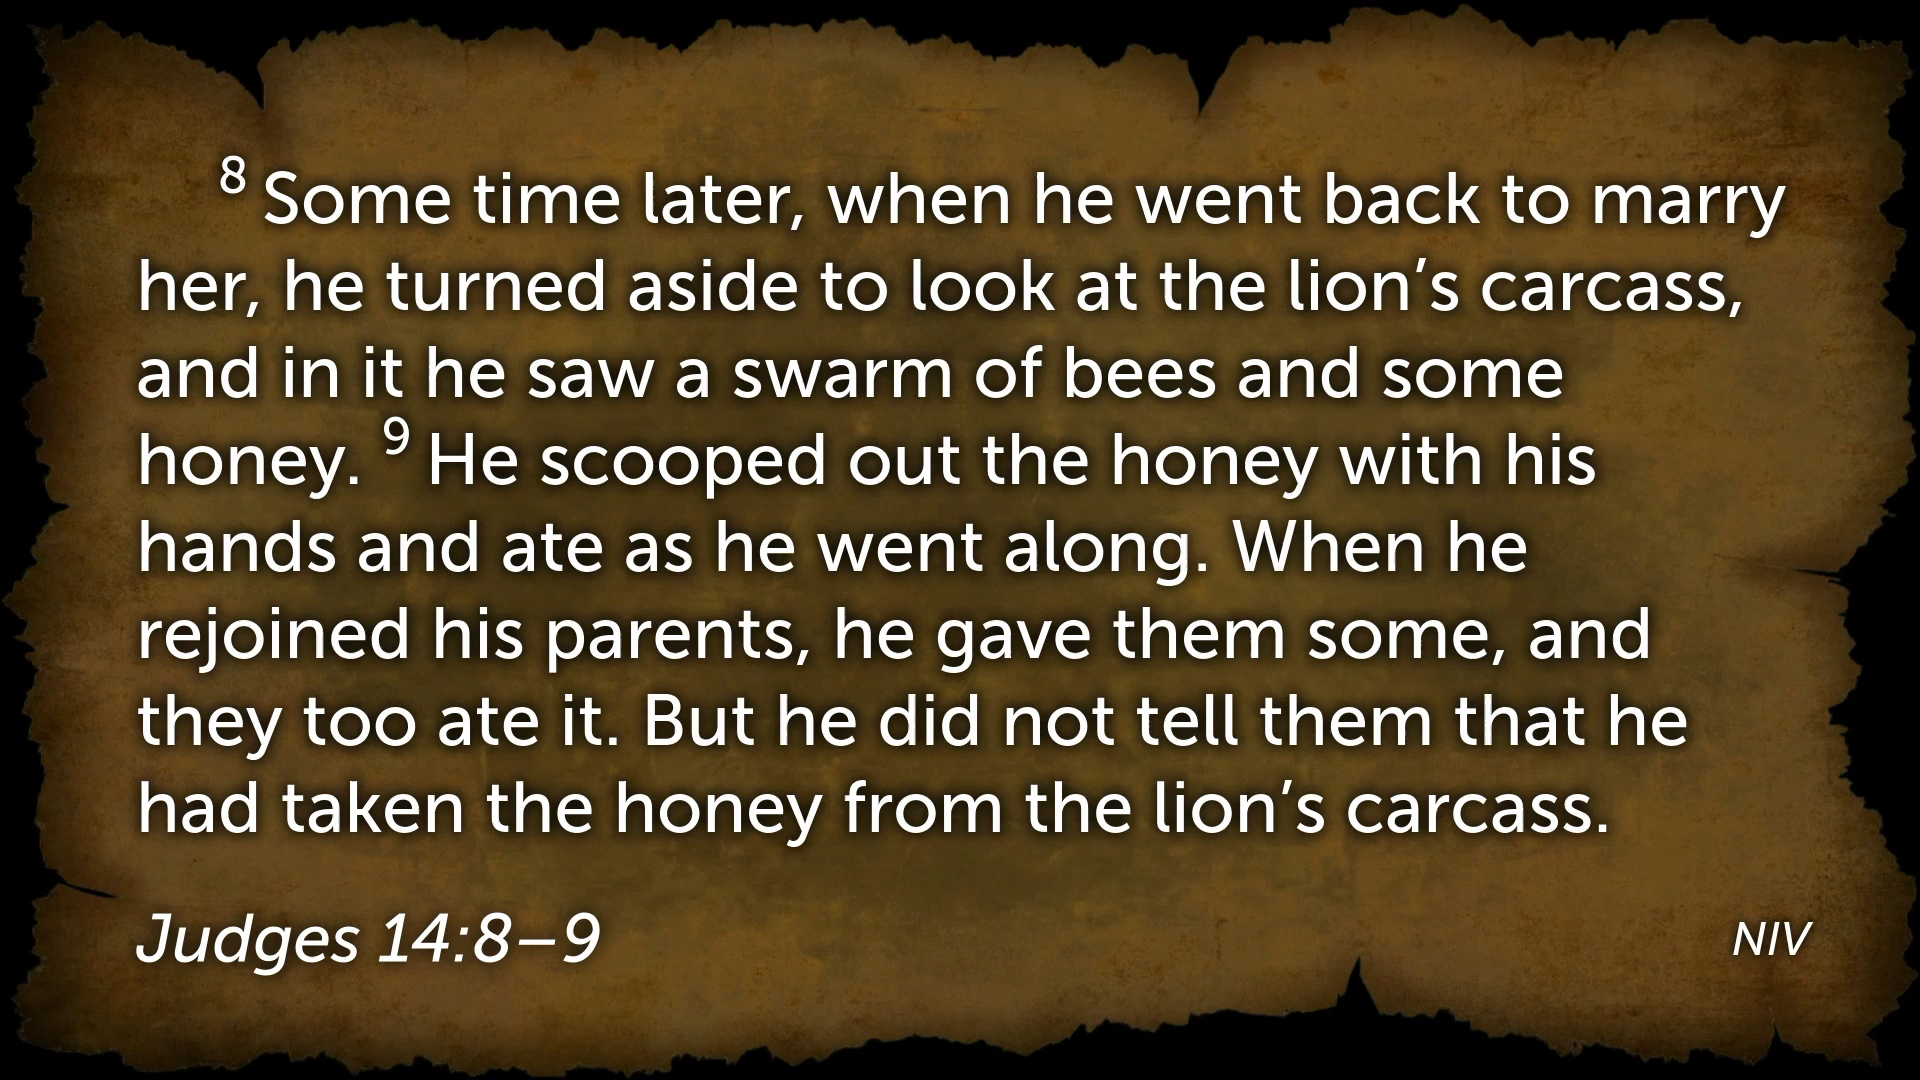 8 Some time later, when he went back to marry
her, he turned aside to look at the lion’s carcass,
and in it he saw a swarm of bees and some
honey. 9 He scooped out the honey with his
hands and ate as he went along. When he
rejoined his parents, he gave them some, and
they too ate it. But he did not tell them that he
had taken the honey from the lion’s carcass.
Judges 14:8–9
NIV